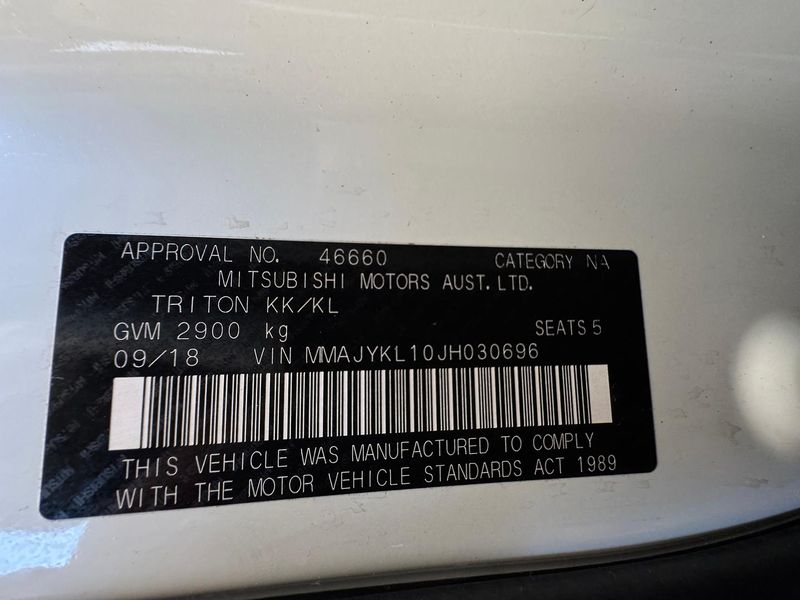 APPROVAL NO. 46660 CATEGORY NA
MITSUBISHI MOTORS AUST. LTD.
TRITON KK/KL
GVM 2900 kg SEATS 5
09/18 VIN MMAJYKL10JH030696
THIS VEHICLE WAS MANUFACTURED TO COMPLY
WITH THE MOTOR VEHICLE STANDARDS ACT 1989